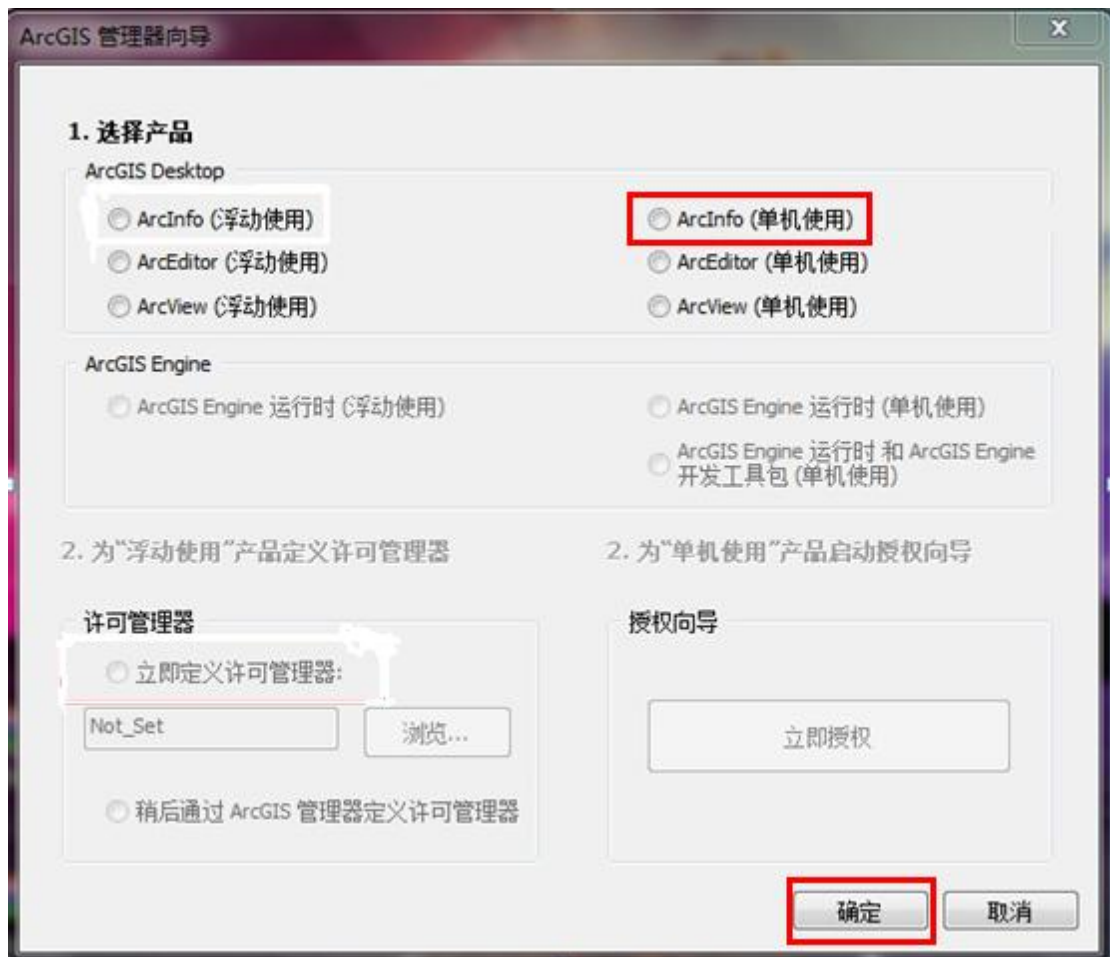 ArcGIS 管理器向导
1. 选择产品
ArcGIS Desktop
ArcInfo (浮动使用)
ArcInfo (单机使用)
ArcEditor (浮动使用)
ArcEditor (单机使用)
ArcView (浮动使用)
ArcView (单机使用)
ArcGIS Engine
ArcGIS Engine 运行时 (浮动使用)
ArcGIS Engine 运行时 (单机使用)
ArcGIS Engine 运行时 和 ArcGIS Engine
开发工具包 (单机使用)
2. 为"浮动使用"产品定义许可管理器
2. 为"单机使用"产品启动授权向导
许可管理器
立即定义许可管理器:
Not_Set
浏览...
稍后通过 ArcGIS 管理器定义许可管理器
授权向导
立即授权
确定
取消